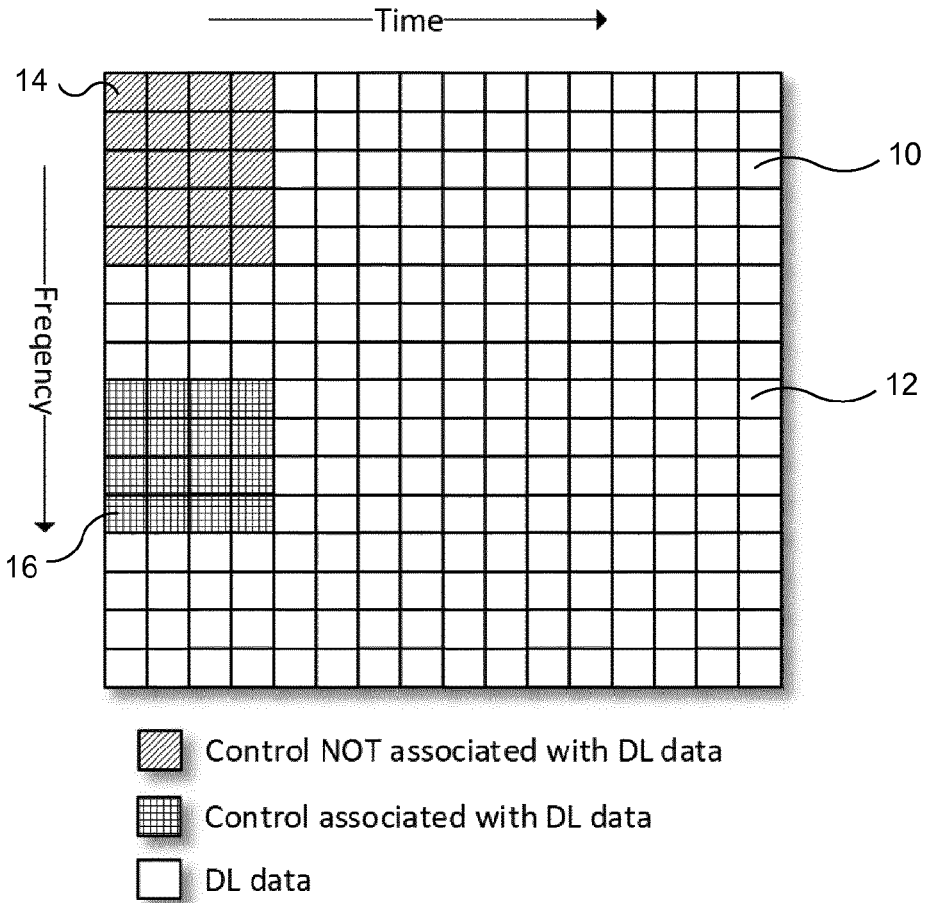 Time
14
10
Freqency
12
16
Control NOT associated with DL data
Control associated with DL data
DL data